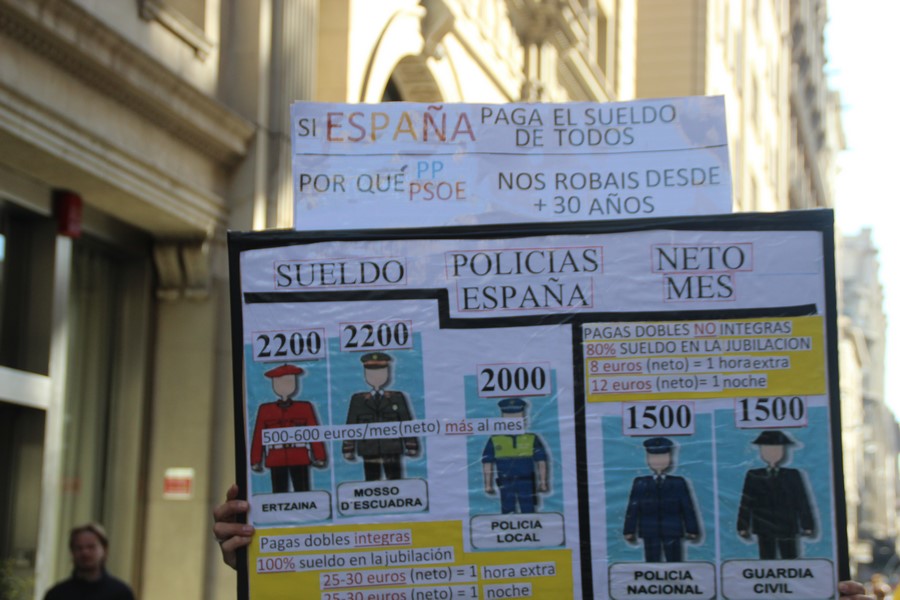 SI ESPAÑA PAGA EL SUELDO
DE TODOS
POR QUÉ PP
PSOE
NOS ROBAIS DESDE
+ 30 AÑOS
SUELDO
POLICIAS
ESPAÑA
NETO
MES
2200
2200
2000
500-600 euros/mes(neto) más al mes
ERTZAINA
MOSSO
D´ESCUADRA
POLICIA
LOCAL
Pagas dobles integras
100% sueldo en la jubilación
25-30 euros (neto) = 1 hora extra
25-30 euros (neto) = 1 noche
PAGAS DOBLES NO INTEGRAS
80% SUELDO EN LA JUBILACION
8 euros (neto) = 1 hora extra
12 euros (neto)= 1 noche
1500
1500
POLICIA
NACIONAL
GUARDIA
CIVIL